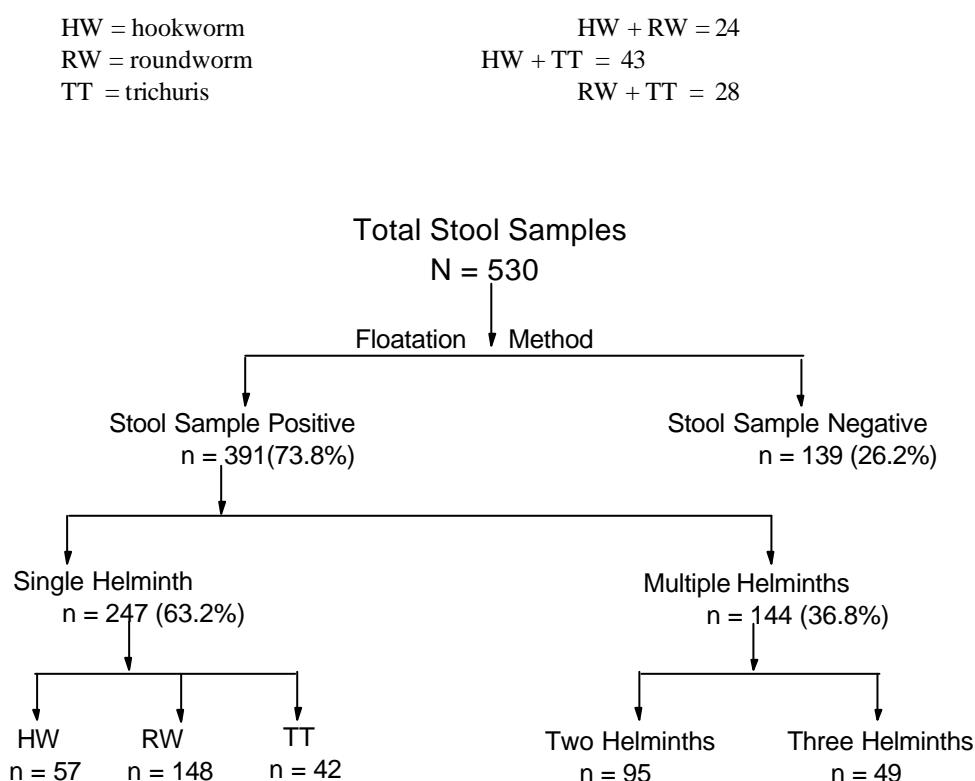 HW = hookworm
RW = roundworm
TT = trichuris
HW + RW = 24
HW + TT = 43
RW + TT = 28
Total Stool Samples
N = 530
Floatation Method
Stool Sample Positive
n = 391(73.8%)
Stool Sample Negative
n = 139 (26.2%)
Single Helminth
n = 247 (63.2%)
Multiple Helminths
n = 144 (36.8%)
HW
n = 57
RW
n = 148
TT
n = 42
Two Helminths
n = 95
Three Helminths
n = 49